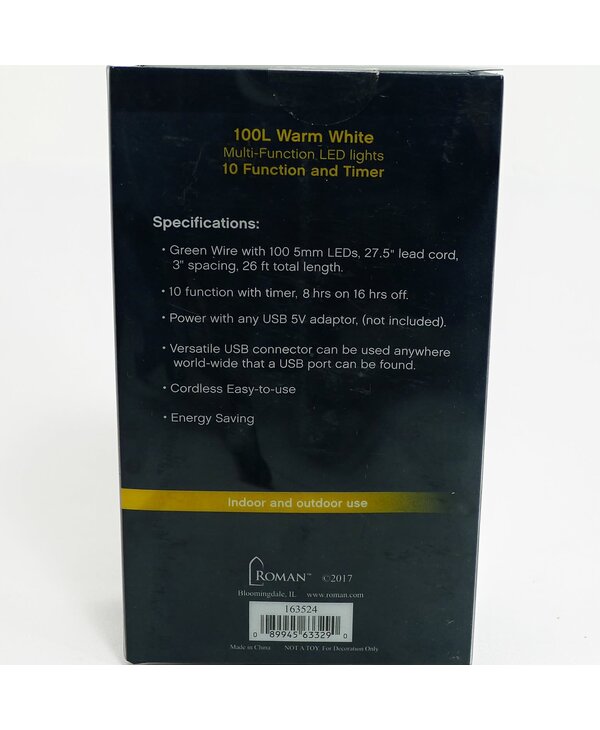 100L Warm White
Multi-Function LED lights
10 Function and Timer
Specifications:
• Green Wire with 100 5mm LEDs, 27.5" lead cord,
3" spacing, 26 ft total length.
• 10 function with timer, 8 hrs on 16 hrs off.
• Power with any USB 5V adaptor, (not included).
• Versatile USB connector can be used anywhere
world-wide that a USB port can be found.
• Cordless Easy-to-use
• Energy Saving
Indoor and outdoor use
ROMAN™ ©2017
Bloomingdale, IL www.roman.com
163524
0 89945 63329 0
Made in China NOT A TOY. For Decoration Only